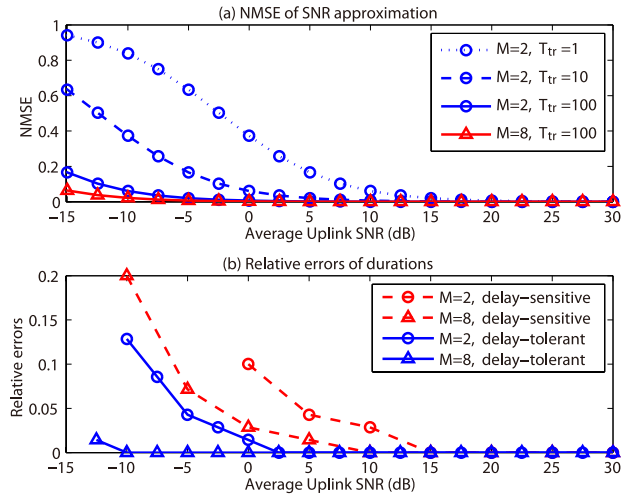 (a) NMSE of SNR approximation
1
0.8
0.6
0.4
0.2
0
NMSE
M=2, Ttr =1
M=2, Ttr =10
M=2, Ttr =100
M=8, Ttr =100
−15 −10 −5 0 5 10 15 20 25 30
Average Uplink SNR (dB)
(b) Relative errors of durations
0.2
0.15
0.1
0.05
0
Relative errors
M=2, delay−sensitive
M=8, delay−sensitive
M=2, delay−tolerant
M=8, delay−tolerant
−15 −10 −5 0 5 10 15 20 25 30
Average Uplink SNR (dB)